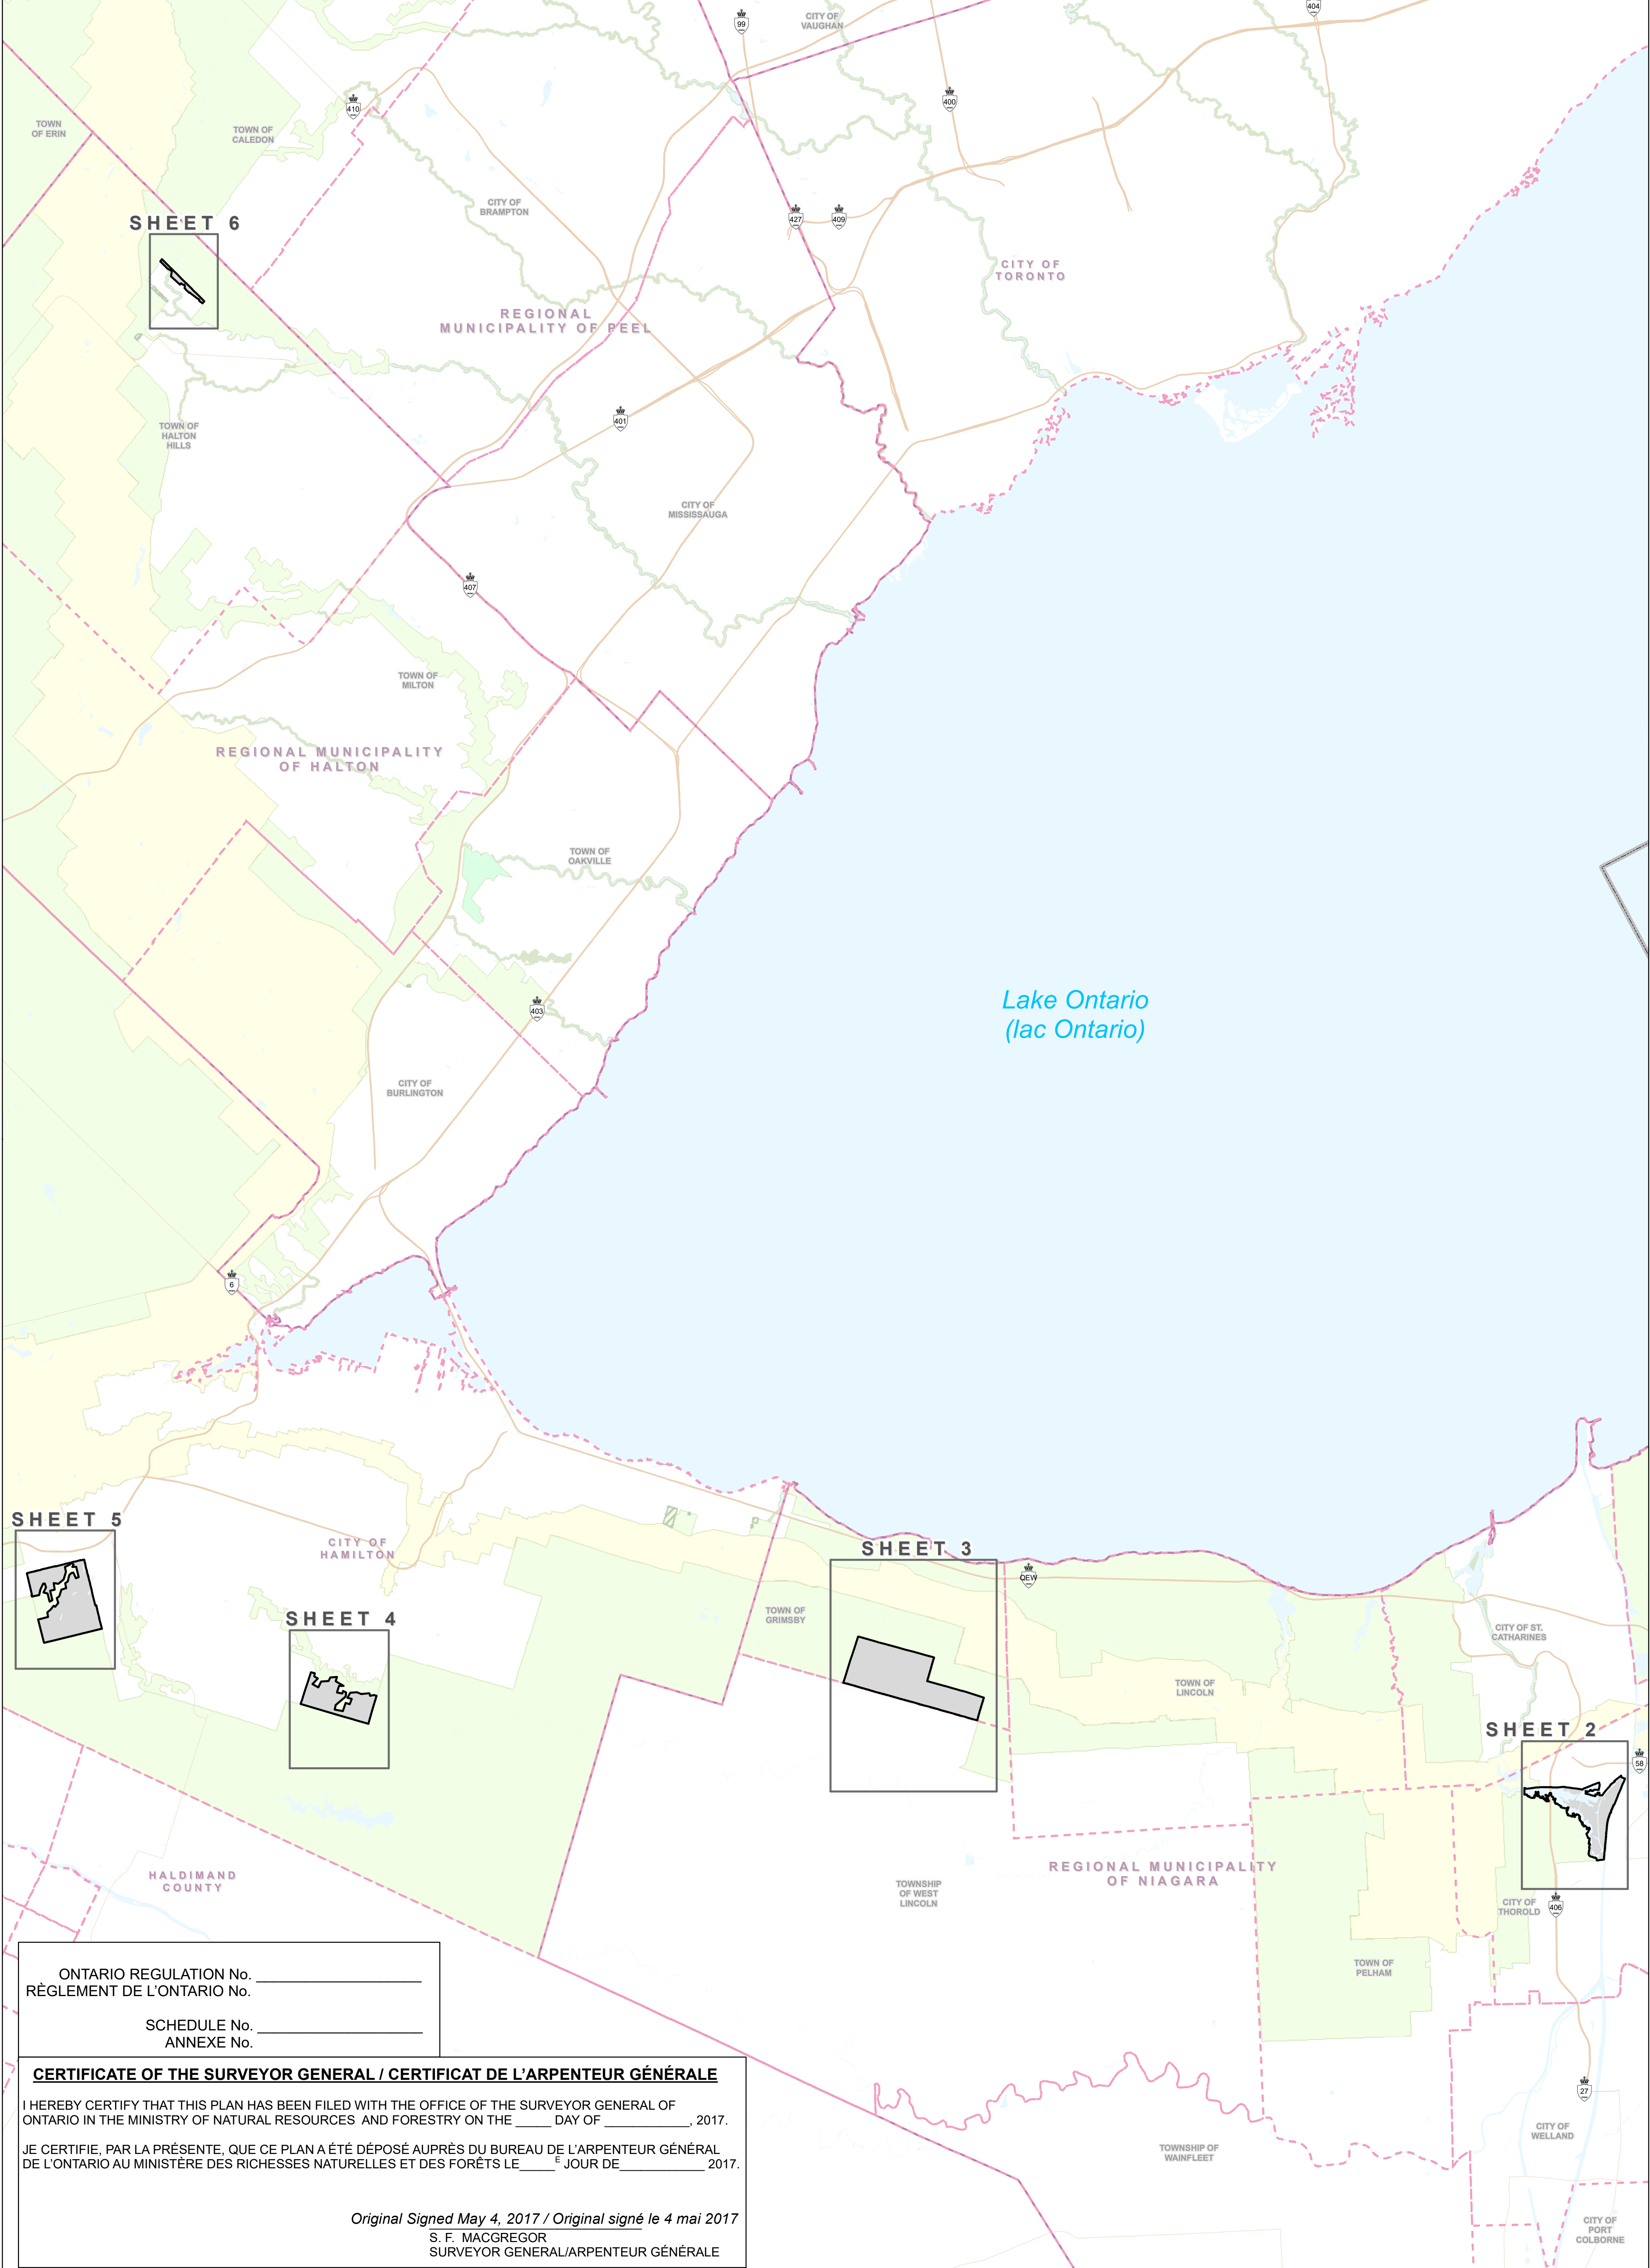 404
99
CITY OF
VAUGHAN
400
410
TOWN
OF ERIN
TOWN OF
CALEDON
CITY OF
BRAMPTON
427
409
SHEET 6
CITY OF
TORONTO
REGIONAL
MUNICIPALITY OF PEEL
401
TOWN OF
HALTON
HILLS
CITY OF
MISSISSAUGA
407
TOWN OF
MILTON
REGIONAL MUNICIPALITY
OF HALTON
TOWN OF
OAKVILLE
403
Lake Ontario
(lac Ontario)
CITY OF
BURLINGTON
6
SHEET 5
CITY OF
HAMILTON
SHEET 4
SHEET 3
QEW
TOWN OF
GRIMSBY
CITY OF ST.
CATHARINES
TOWN OF
LINCOLN
SHEET 2
58
HALDIMAND
COUNTY
TOWNSHIP
OF WEST
LINCOLN
REGIONAL MUNICIPALITY
OF NIAGARA
CITY OF
THOROLD
406
TOWN OF
PELHAM
27
CITY OF
WELLAND
TOWNSHIP OF
WAINFLEET
CITY OF
PORT
COLBORNE
ONTARIO REGULATION No. ____________________
RÈGLEMENT DE L'ONTARIO No.
SCHEDULE No. ____________________
ANNEXE No.
CERTIFICATE OF THE SURVEYOR GENERAL / CERTIFICAT DE L'ARPENTEUR GÉNÉRALE
I HEREBY CERTIFY THAT THIS PLAN HAS BEEN FILED WITH THE OFFICE OF THE SURVEYOR GENERAL OF
ONTARIO IN THE MINISTRY OF NATURAL RESOURCES AND FORESTRY ON THE _____ DAY OF ____________, 2017.
JE CERTIFIE, PAR LA PRÉSENTE, QUE CE PLAN A ÉTÉ DÉPOSÉ AUPRÈS DU BUREAU DE L'ARPENTEUR GÉNÉRAL
DE L'ONTARIO AU MINISTÈRE DES RICHESSES NATURELLES ET DES FORÊTS LE_____E JOUR DE____________ 2017.
Original Signed May 4, 2017 / Original signé le 4 mai 2017
S. F. MACGREGOR
SURVEYOR GENERAL/ARPENTEUR GÉNÉRALE